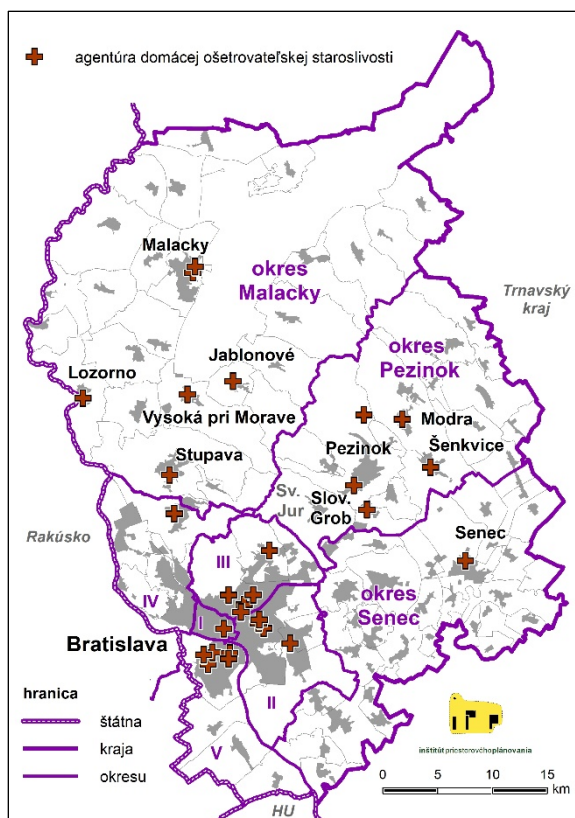 agentúra domácej ošetrovateľskej staroslivosti
Malacky
okres
Malacky
Trnavský
kraj
okres
Pezinok
Jablonové
Lozorno
Vysoká pri Morave
Modra
Pezinok
Šenkvice
Stupava
Slov.
Grob
Sv.
Jur
Senec
Rakúsko
III
okres
Senec
IV
I
Bratislava
hranica
II
štátna
inštitút priestorového plánovania
kraja
V
okresu
0 5 10 15
km
HU